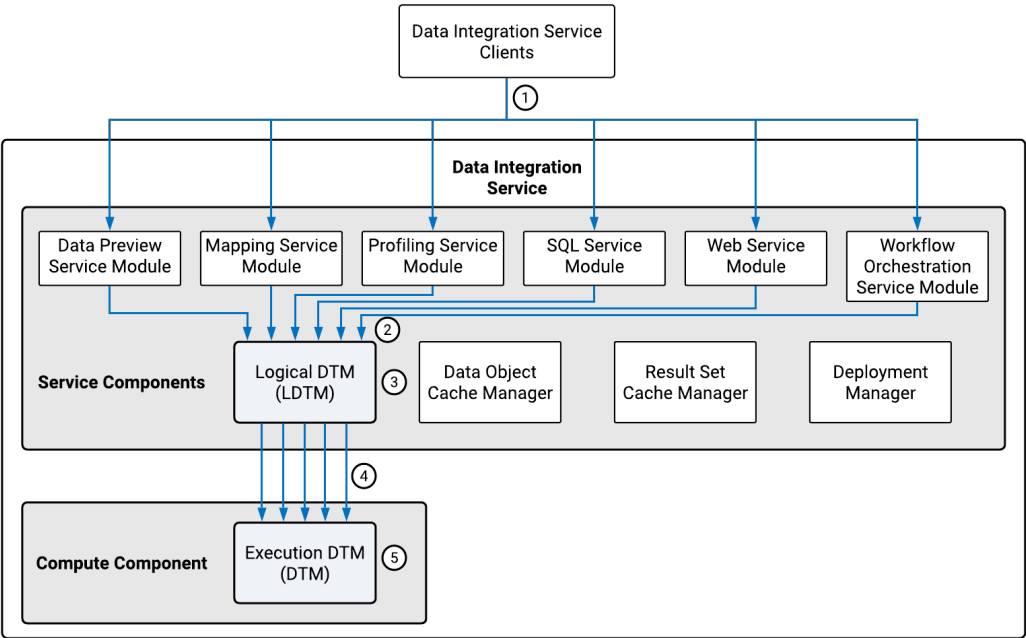 Data Integration Service
Clients
1
Data Integration
Service
Data Preview
Service Module
Mapping Service
Module
Profiling Service
Module
SQL Service
Module
Web Service
Module
Workflow
Orchestration
Service Module
2
Service Components
Logical DTM
(LDTM)
3
Data Object
Cache Manager
Result Set
Cache Manager
Deployment
Manager
4
Compute Component
Execution DTM
(DTM)
5